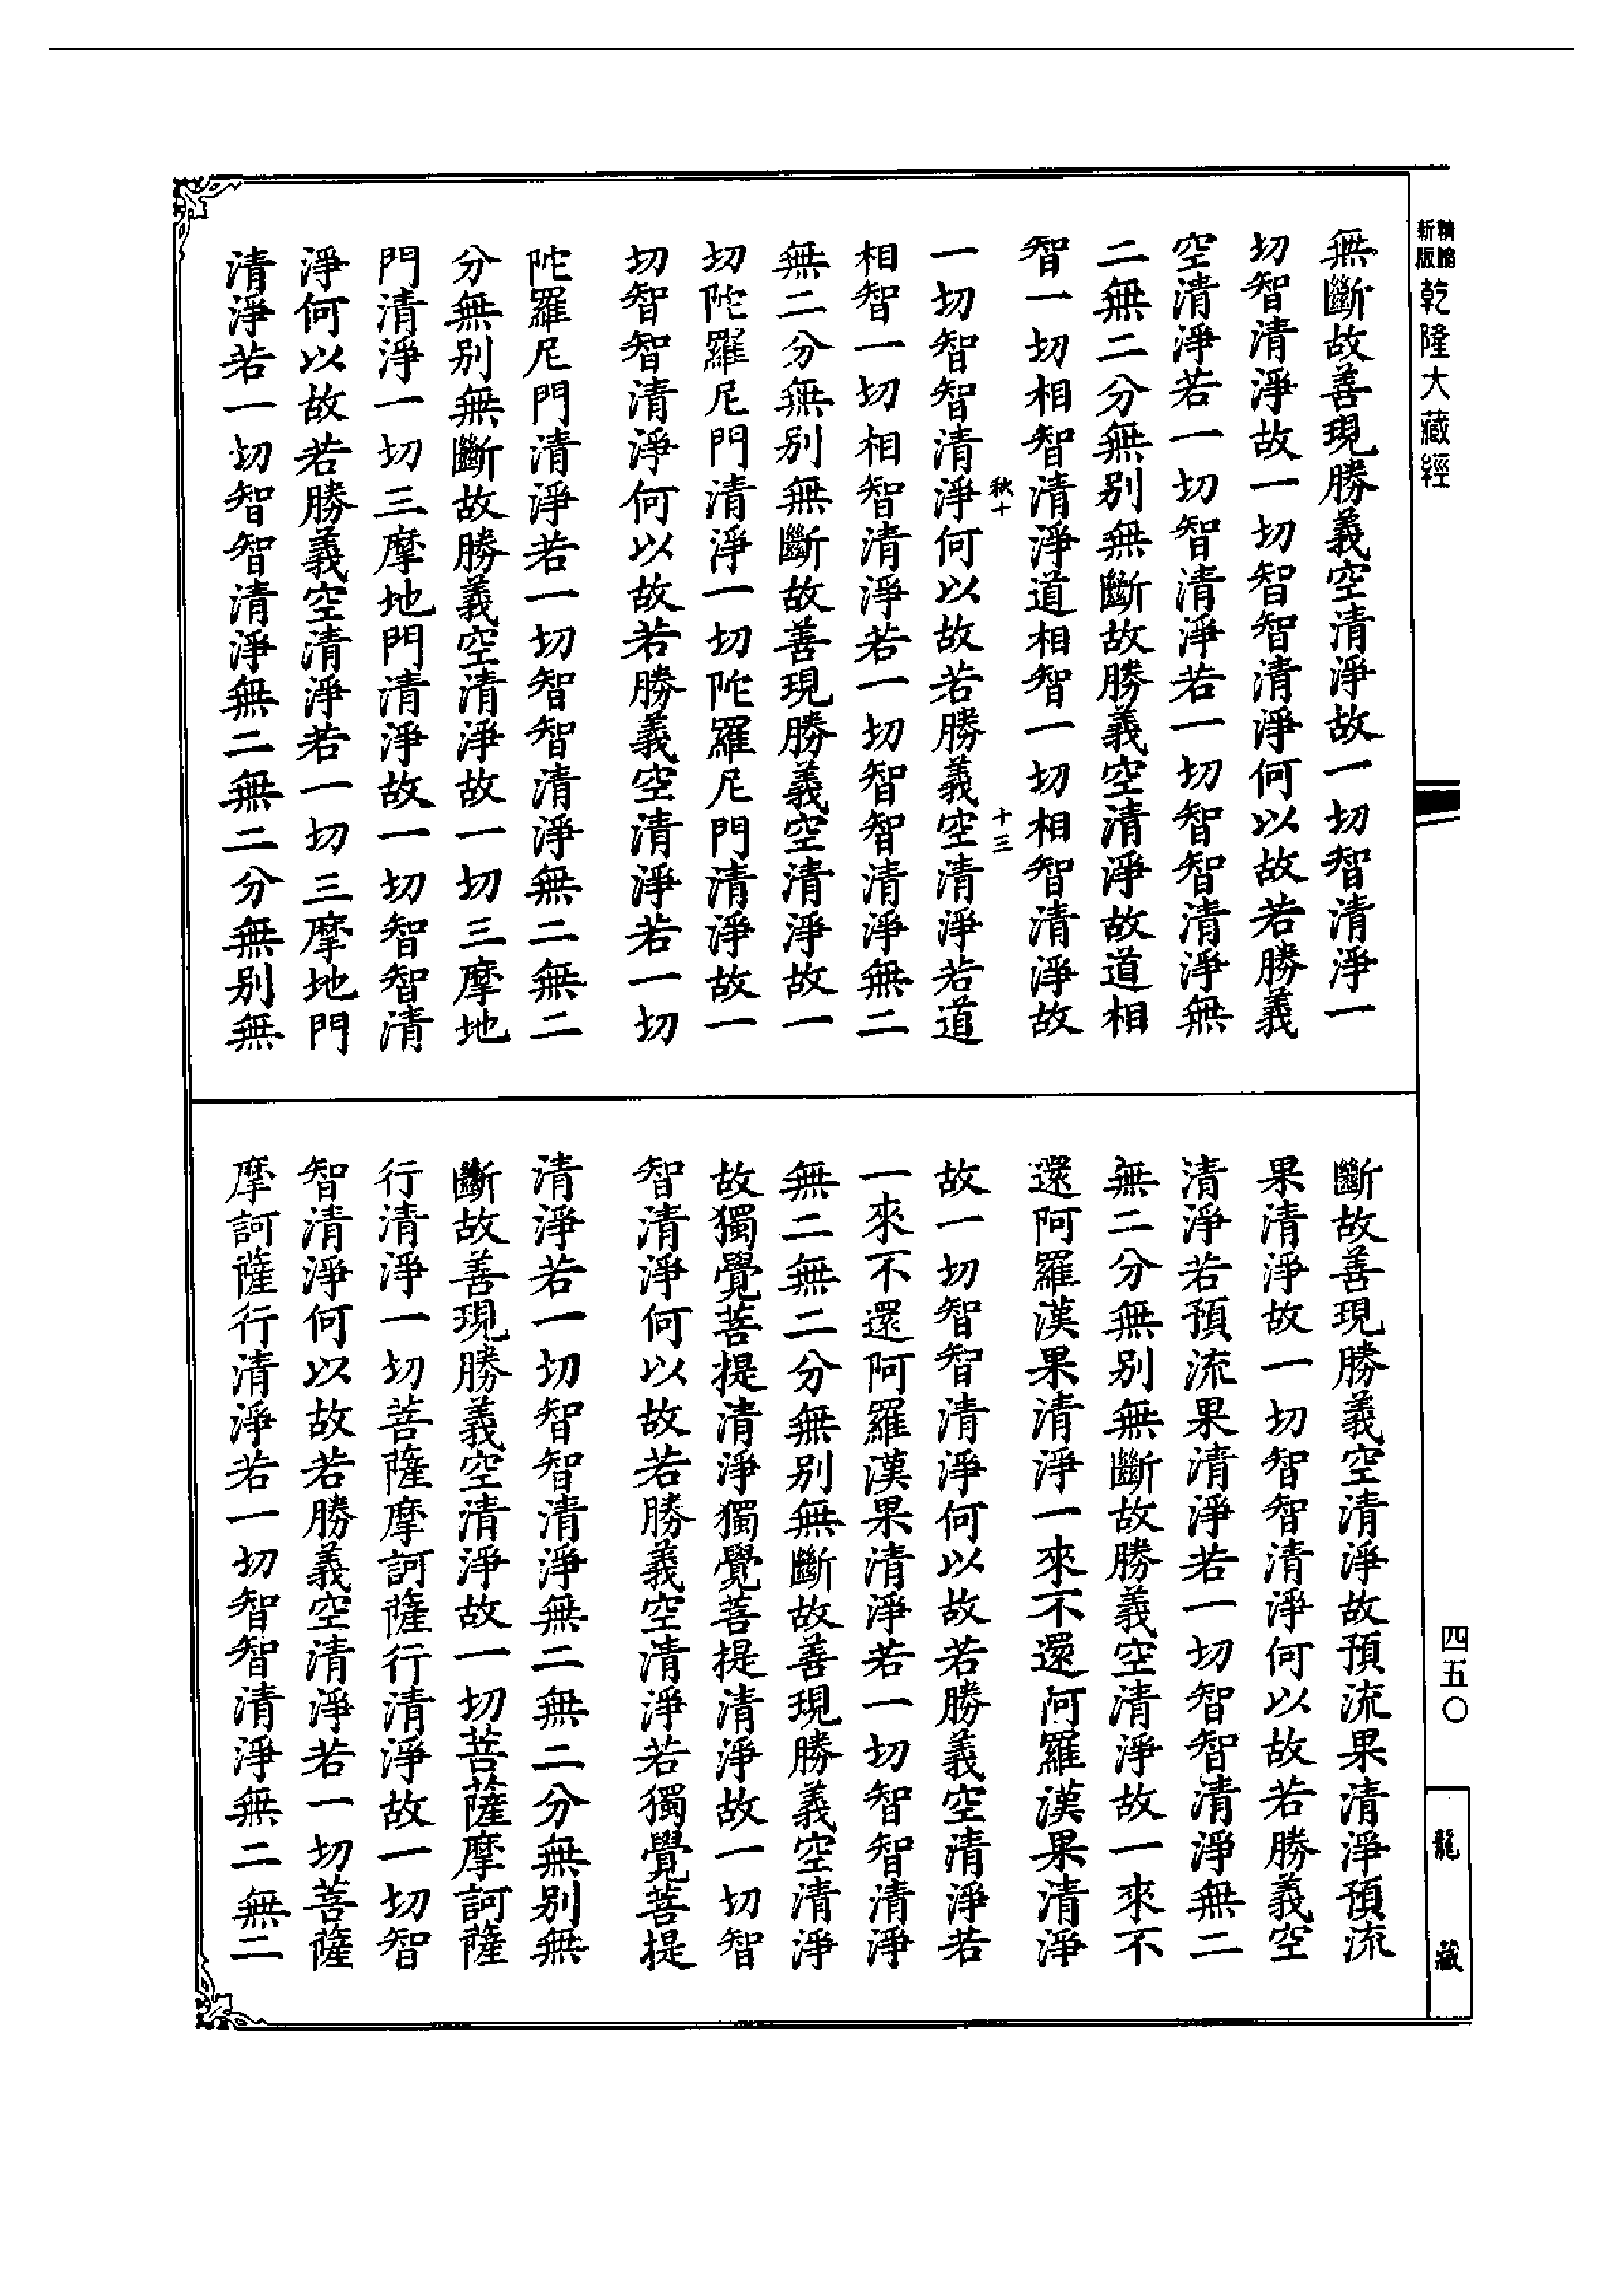 新版
精縮
乾隆大藏經
無斷故善現勝義空清淨故一切智清淨一
切智清淨故一切智智清淨何以故若勝義
空清淨若一切智清淨若一切智智清淨無
二無二分無別無斷故勝義空清淨故道相
智一切相智清淨道相智一切相智清淨故
秋十
十三
一切智智清淨何以故若勝義空清淨若道
相智一切相智清淨若一切智智清淨無二
無二分無別無斷故善現勝義空清淨故一
切陀羅尼門清淨一切陀羅尼門清淨故一
切智智清淨何以故若勝義空清淨若一切
陀羅尼門清淨若一切智智清淨無二無二
分無別無斷故勝義空清淨故一切三摩地
門清淨一切三摩地門清淨故一切智智清
淨何以故若勝義空清淨若一切三摩地門
清淨若一切智智清淨無二無二分無別無
斷故善現勝義空清淨故預流果清淨預流
果清淨故一切智智清淨何以故若勝義空
清淨若預流果清淨若一切智智清淨無二
無二分無別無斷故勝義空清淨故一來不
還阿羅漢果清淨一來不還阿羅漢果清淨
故一切智智清淨何以故若勝義空清淨若
一來不還阿羅漢果清淨若一切智智清淨
無二無二分無別無斷故善現勝義空清淨
故獨覺菩提清淨獨覺菩提清淨故一切智
智清淨何以故若勝義空清淨若獨覺菩提
清淨若一切智智清淨無二無二分無別無
斷故善現勝義空清淨故一切菩薩摩訶薩
行清淨一切菩薩摩訶薩行清淨故一切智
智清淨何以故若勝義空清淨若一切菩薩
摩訶薩行清淨若一切智智清淨無二無二
四五〇
龍藏